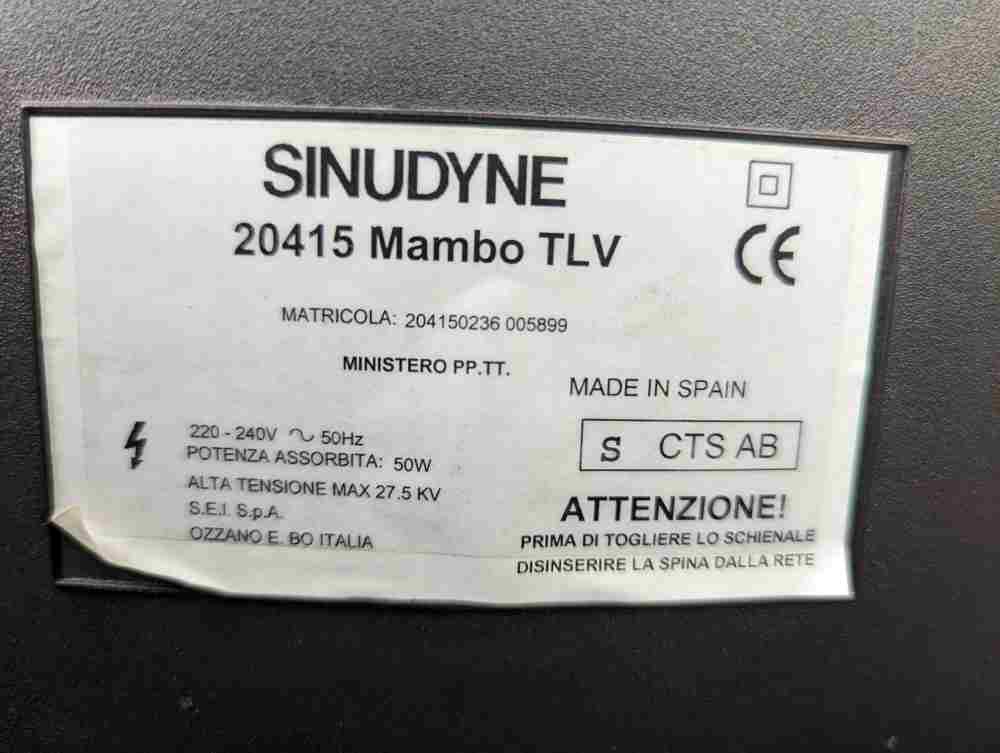 SINUDYNE
20415 Mambo TLV
CE
MATRICOLA: 204150236 005899
MINISTERO PP.TT.
MADE IN SPAIN
S CTS AB
220 - 240V ~ 50Hz
POTENZA ASSORBITA: 50W
ALTA TENSIONE MAX 27.5 KV
S.E.I. S.p.A.
OZZANO E. BO ITALIA
ATTENZIONE!
PRIMA DI TOGLIERE LO SCHIENALE
DISINSERIRE LA SPINA DALLA RETE